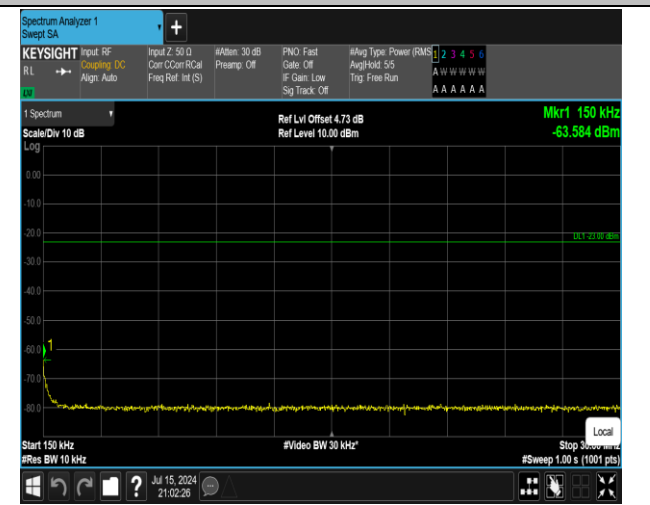 Spectrum Analyzer 1
Swept SA
+
KEYSIGHT
RL
LW
Input: RF
Coupling: DC
Align: Auto
Input Z: 50 Ω
Corr CCorr RCal
Freq Ref: Int (S)
#Atten: 30 dB
Preamp: Off
PNO: Fast
Gate: Off
IF Gain: Low
Sig Track: Off
#Avg Type: Power (RMS
Avg|Hold: 5/5
Trig: Free Run
1 2 3 4 5 6
A W W W W W
A A A A A A
1 Spectrum
Scale/Div 10 dB
Log
Ref Lvl Offset 4.73 dB
Ref Level 10.00 dBm
Mkr1 150 kHz
-63.584 dBm
0.00
-10.0
-20.0
DL1 -23.00 dBm
-30.0
-40.0
-50.0
1
-60.0
-70.0
-80.0
Local
Start 150 kHz
#Res BW 10 kHz
#Video BW 30 kHz*
Stop 30.00 MHz
#Sweep 1.00 s (1001 pts)
?
Jul 15, 2024
21:02:26